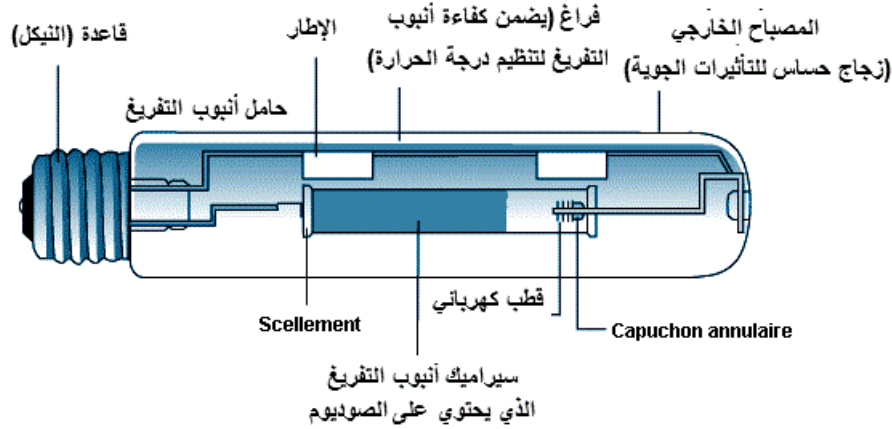 المصباح الخارجي
(زجاج حساس للتأثيرات الجوية)
فراغ (يضمن كفاءة أنبوب
التفريغ لتنظيم درجة الحرارة)
الإطار
قاعدة (النيكل)
حامل أنبوب التفريغ
قطب كهربائي
Scellement
Capuchon annulaire
سيراميك أنبوب التفريغ
الذي يحتوي على الصوديوم